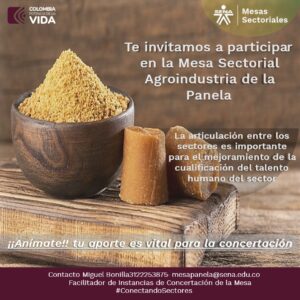 COLOMBIA
POTENCIA DE LA
VIDA
SENA
Mesas
Sectoriales
Te invitamos a participar
en la Mesa Sectorial
Agroindustria de la
Panela
La articulación entre los
sectores es importante
para el mejoramiento de la
cualificación del talento
humano del sector
¡¡Anímate!! tu aporte es vital para la concertación
Contacto Miguel Bonilla3122253875- mesapanela@sena.edu.co
Facilitador de Instancias de Concertación de la Mesa
#ConectandoSectores